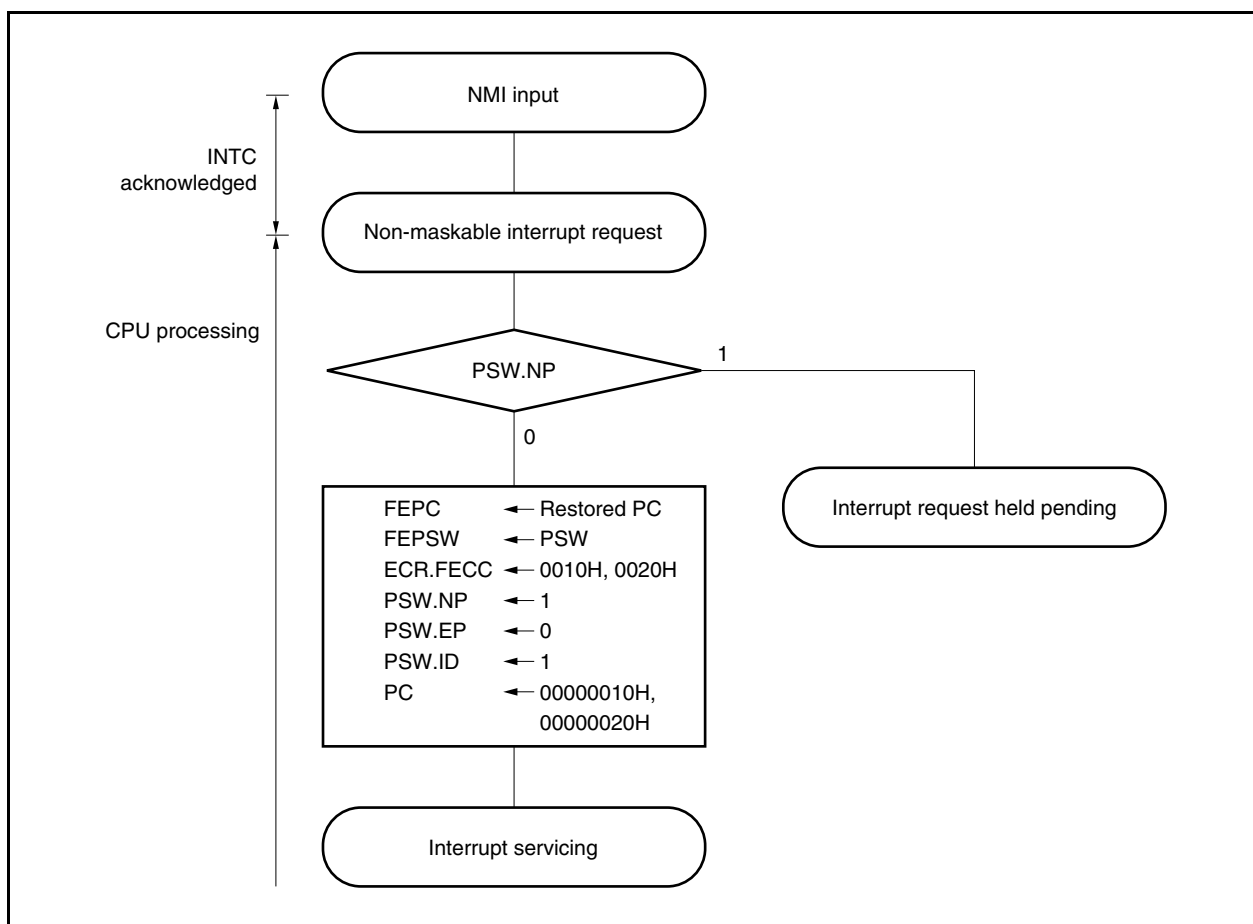 NMI input
INTC
acknowledged
Non-maskable interrupt request
CPU processing
PSW.NP
1
0
Interrupt request held pending
FEPC ← Restored PC
FEPSW ← PSW
ECR.FECC ← 0010H, 0020H
PSW.NP ← 1
PSW.EP ← 0
PSW.ID ← 1
PC ← 00000010H,
00000020H
Interrupt servicing